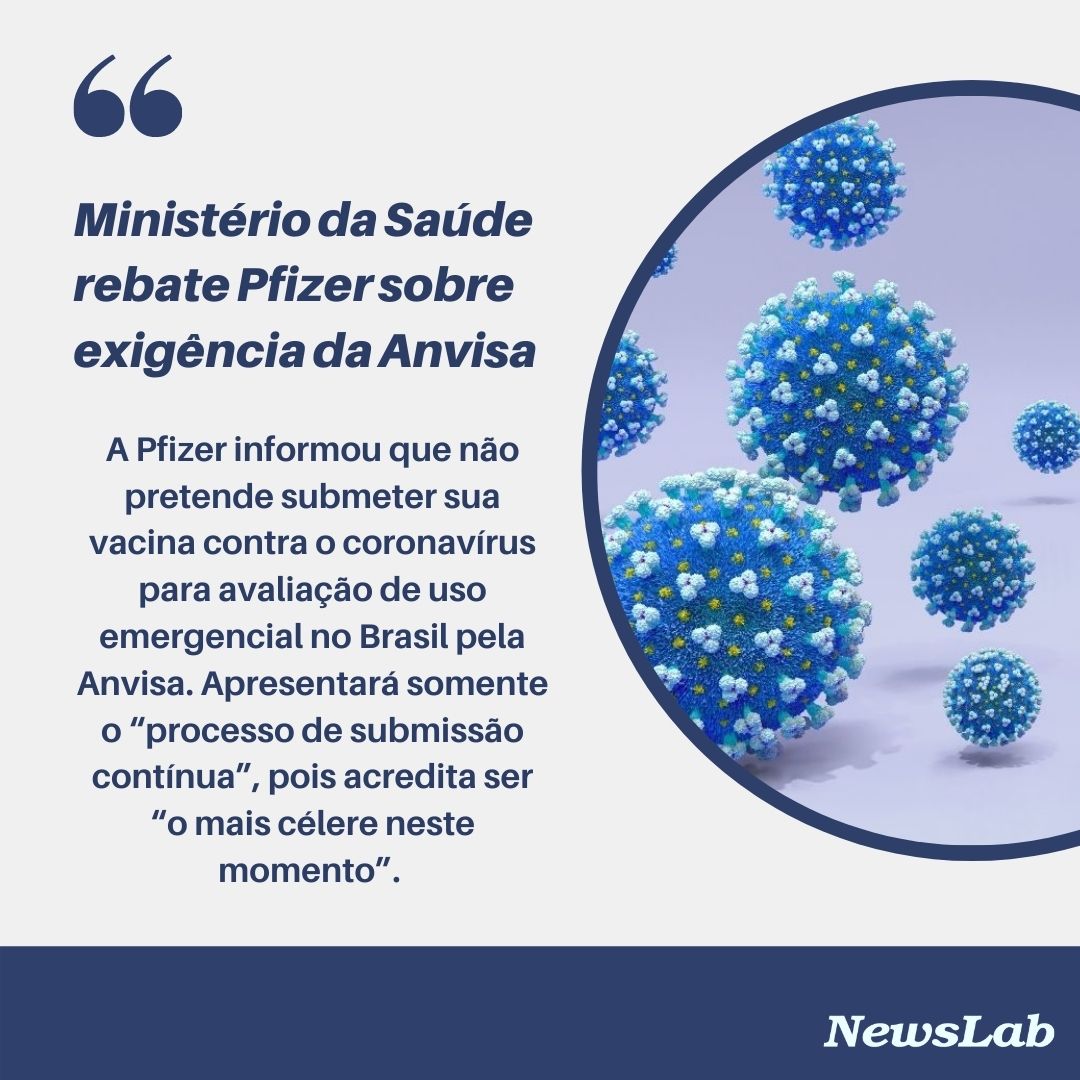 Ministério da Saúde
rebate Pfizer sobre
exigência da Anvisa
A Pfizer informou que não
pretende submeter sua
vacina contra o coronavírus
para avaliação de uso
emergencial no Brasil pela
Anvisa. Apresentará somente
o “processo de submissão
contínua”, pois acredita ser
“o mais célere neste
momento”.
NewsLab